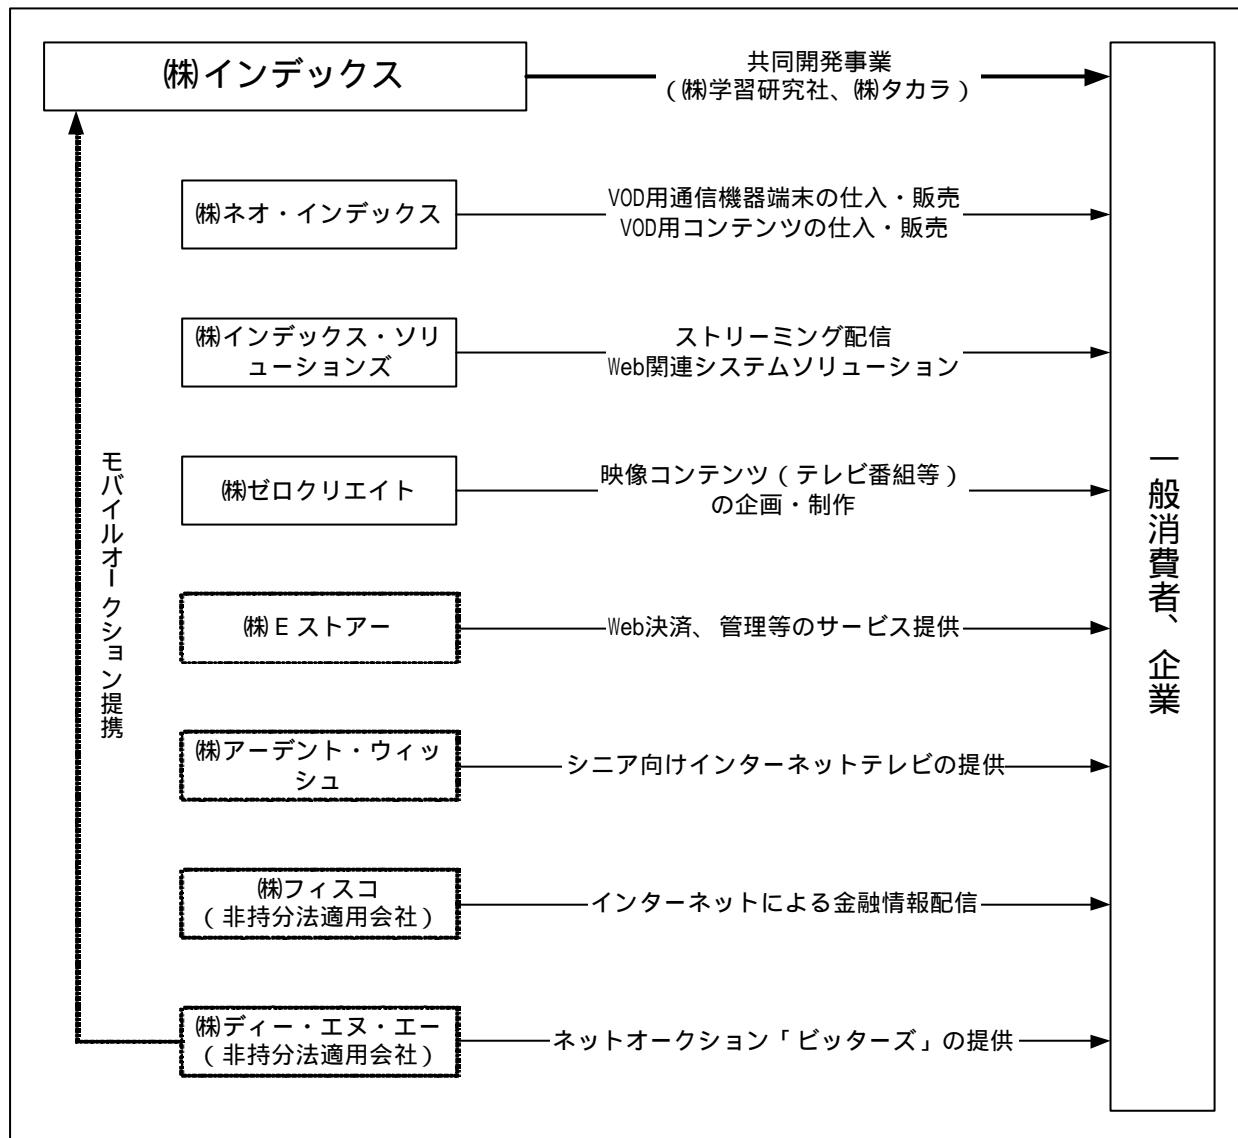 ㈱インデックス
共同開発事業
（㈱学習研究社、㈱タカラ）
㈱ネオ・インデックス
VOD用通信機器端末の仕入・販売
VOD用コンテンツの仕入・販売
㈱インデックス・ソリ
ューションズ
ストリーミング配信
Web関連システムソリューション
㈱ゼロクリエイト
映像コンテンツ（テレビ番組等）
の企画・制作
㈱Ｅストアー
Web決済、管理等のサービス提供
㈱アーデント・ウィッ
シュ
シニア向けインターネットテレビの提供
㈱フィスコ
（非持分法適用会社）
インターネットによる金融情報配信
㈱ディー・エヌ・エー
（非持分法適用会社）
ネットオークション「ビッターズ」の提供
モバイルオークション提携
一般消費者、企業